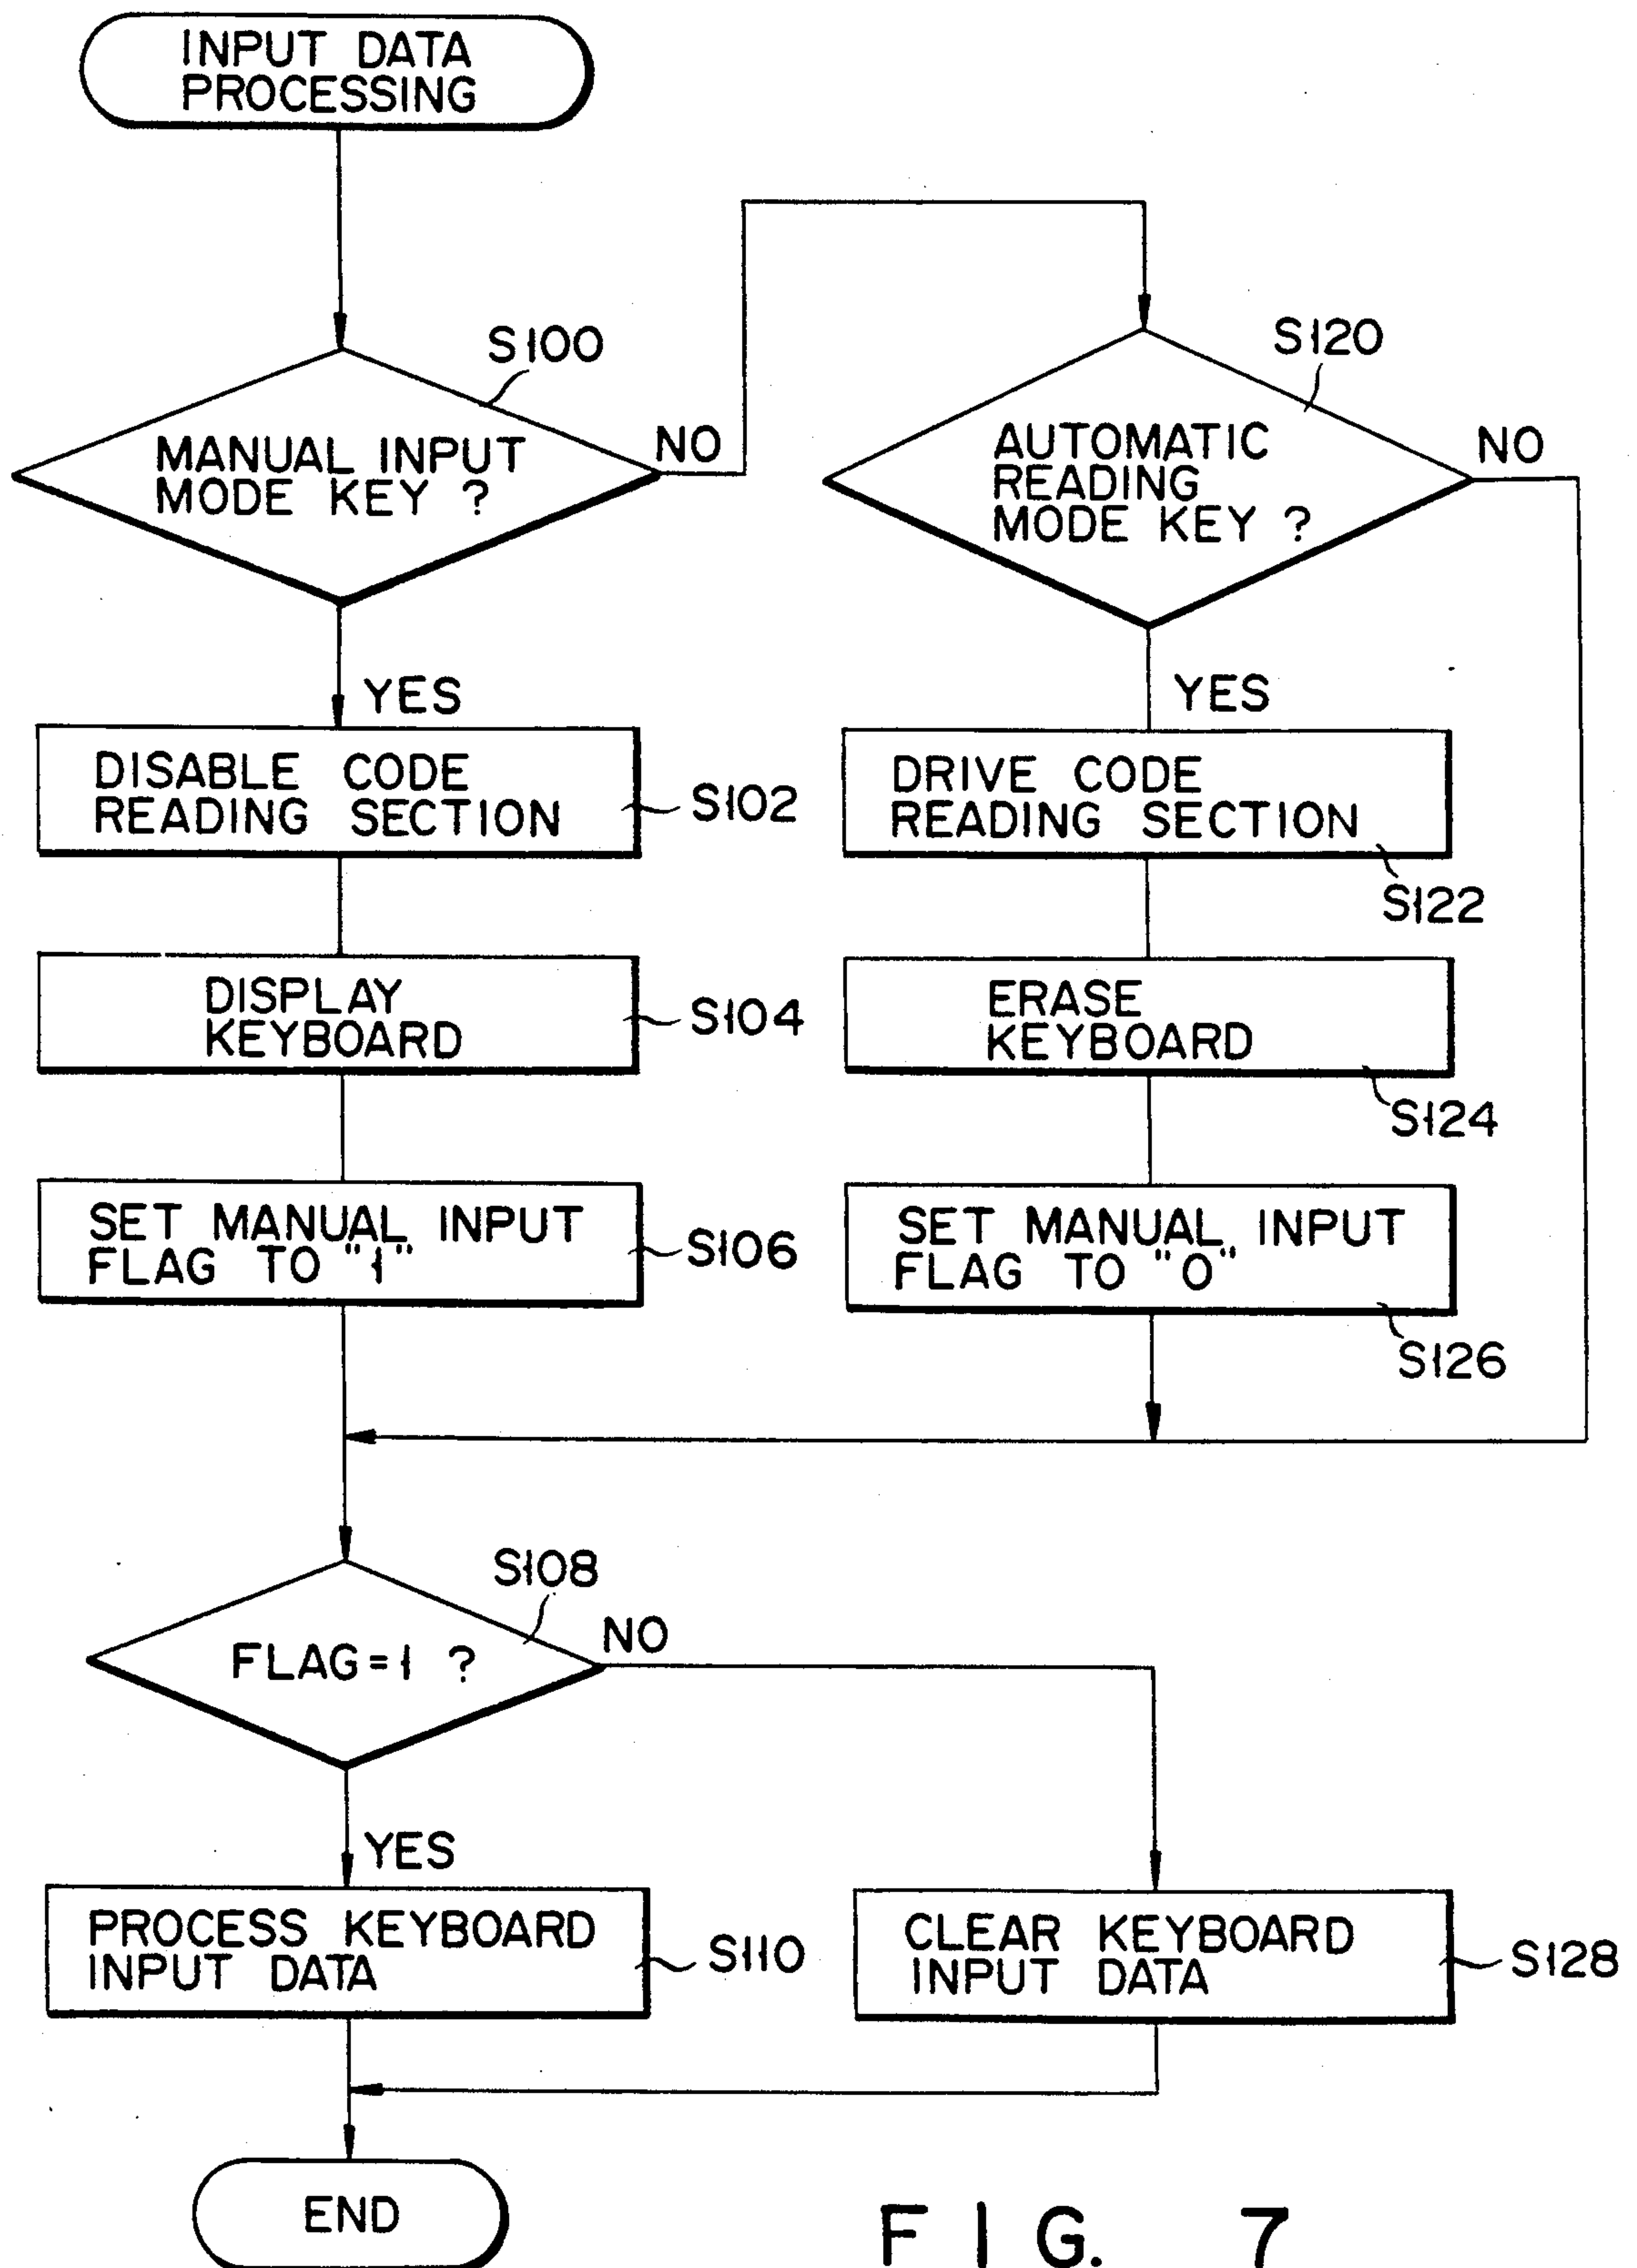 INPUT DATA
PROCESSING
S100
MANUAL INPUT
MODE KEY ?
NO
S120
AUTOMATIC
READING
MODE KEY ?
NO
YES
DISABLE CODE
READING SECTION
S102
YES
DRIVE CODE
READING SECTION
S122
DISPLAY
KEYBOARD
S104
ERASE
KEYBOARD
S124
SET MANUAL INPUT
FLAG TO "1"
S106
SET MANUAL INPUT
FLAG TO "0"
S126
S108
FLAG=1 ?
NO
YES
PROCESS KEYBOARD
INPUT DATA
S110
CLEAR KEYBOARD
INPUT DATA
S128
END
FIG. 7